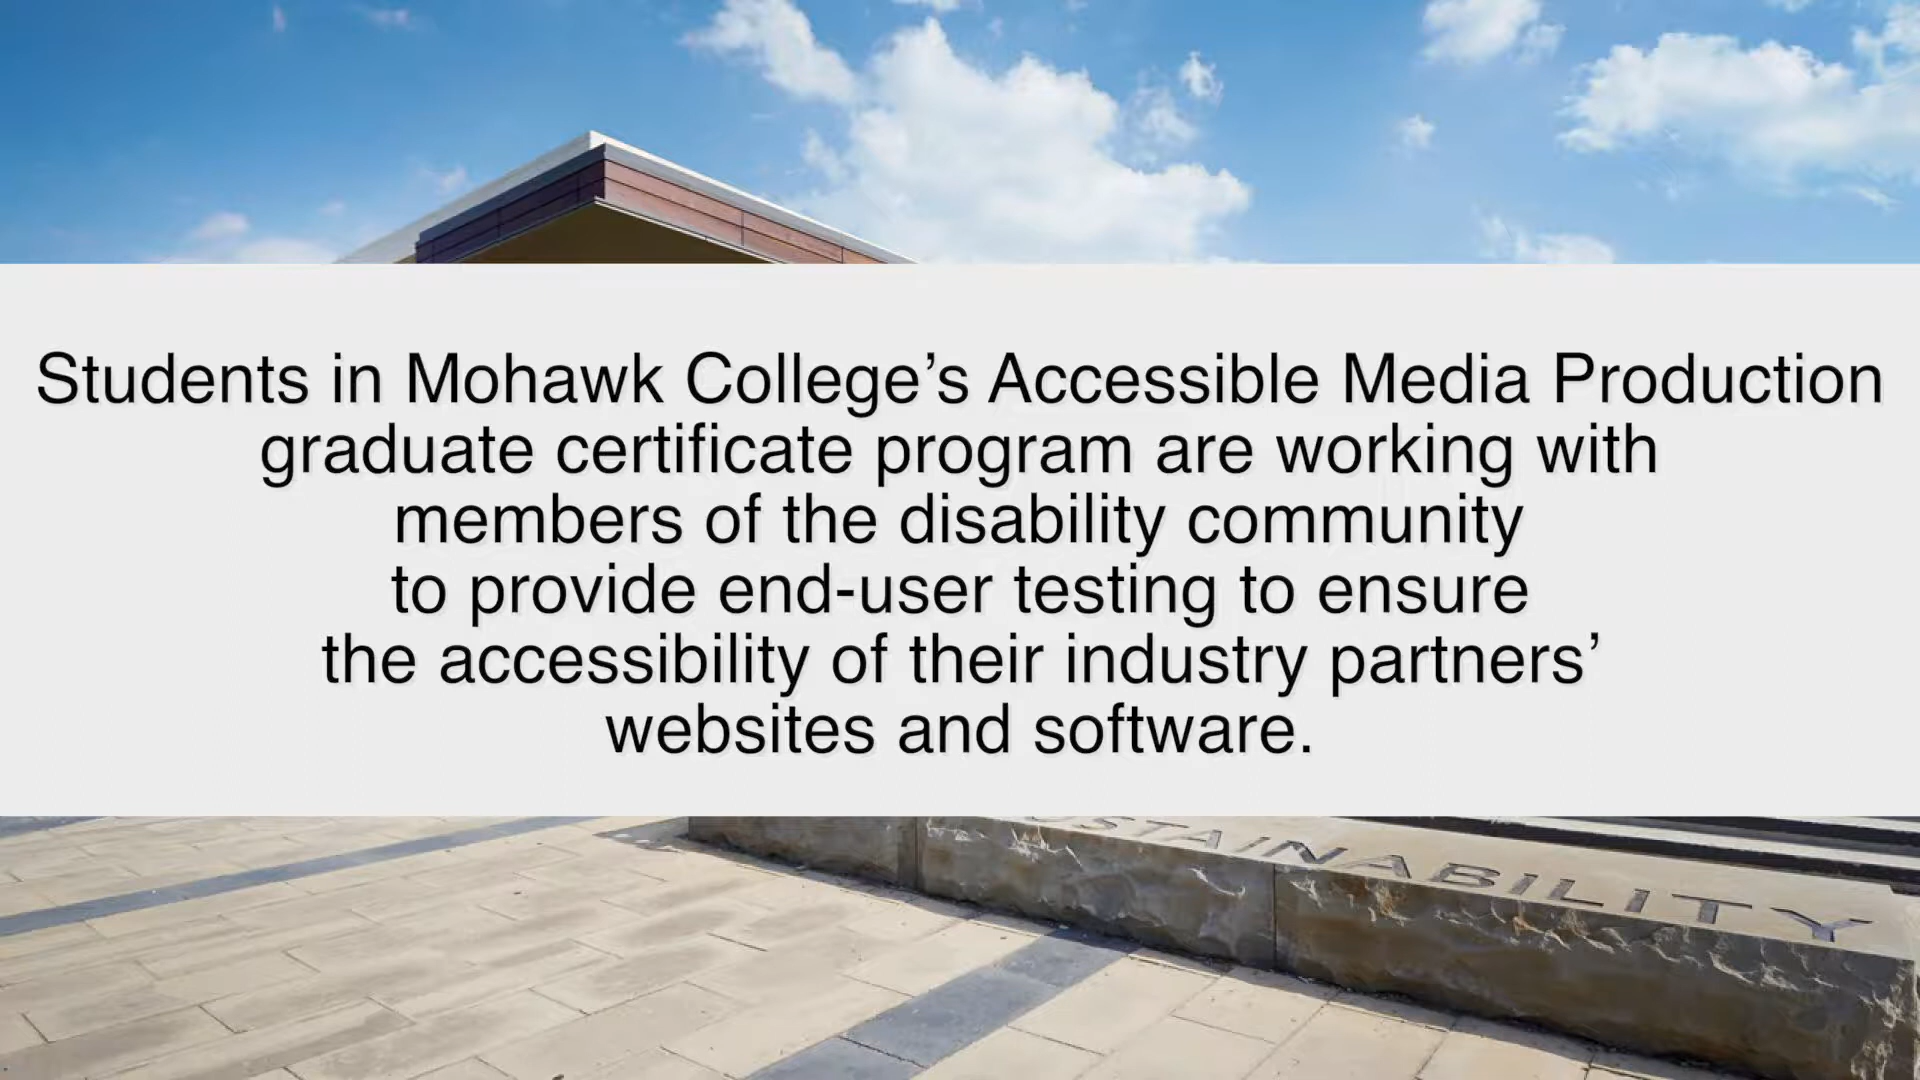 Students in Mohawk College’s Accessible Media Production
graduate certificate program are working with
members of the disability community
to provide end-user testing to ensure
the accessibility of their industry partners’
websites and software.
STAINABILITY